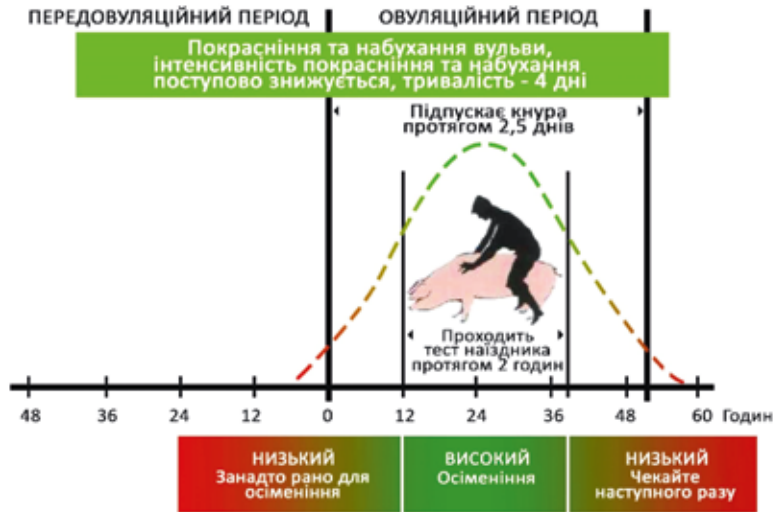 ПЕРЕДОВУЛЯЦІЙНИЙ ПЕРІОД
ОВУЛЯЦІЙНИЙ ПЕРІОД
Покрасніння та набухання вульви,
інтенсивність покрасніння та набухання
поступово знижується, тривалість - 4 дні
Підпускає кнура
протягом 2,5 днів
Проходить
тест наїздника
протягом 2 годин
48 36 24 12 0 12 24 36 48 60 Годин
НИЗЬКИЙ
Занадто рано для
осіменіння
ВИСОКИЙ
Осіменіння
НИЗЬКИЙ
Чекайте
наступного разу